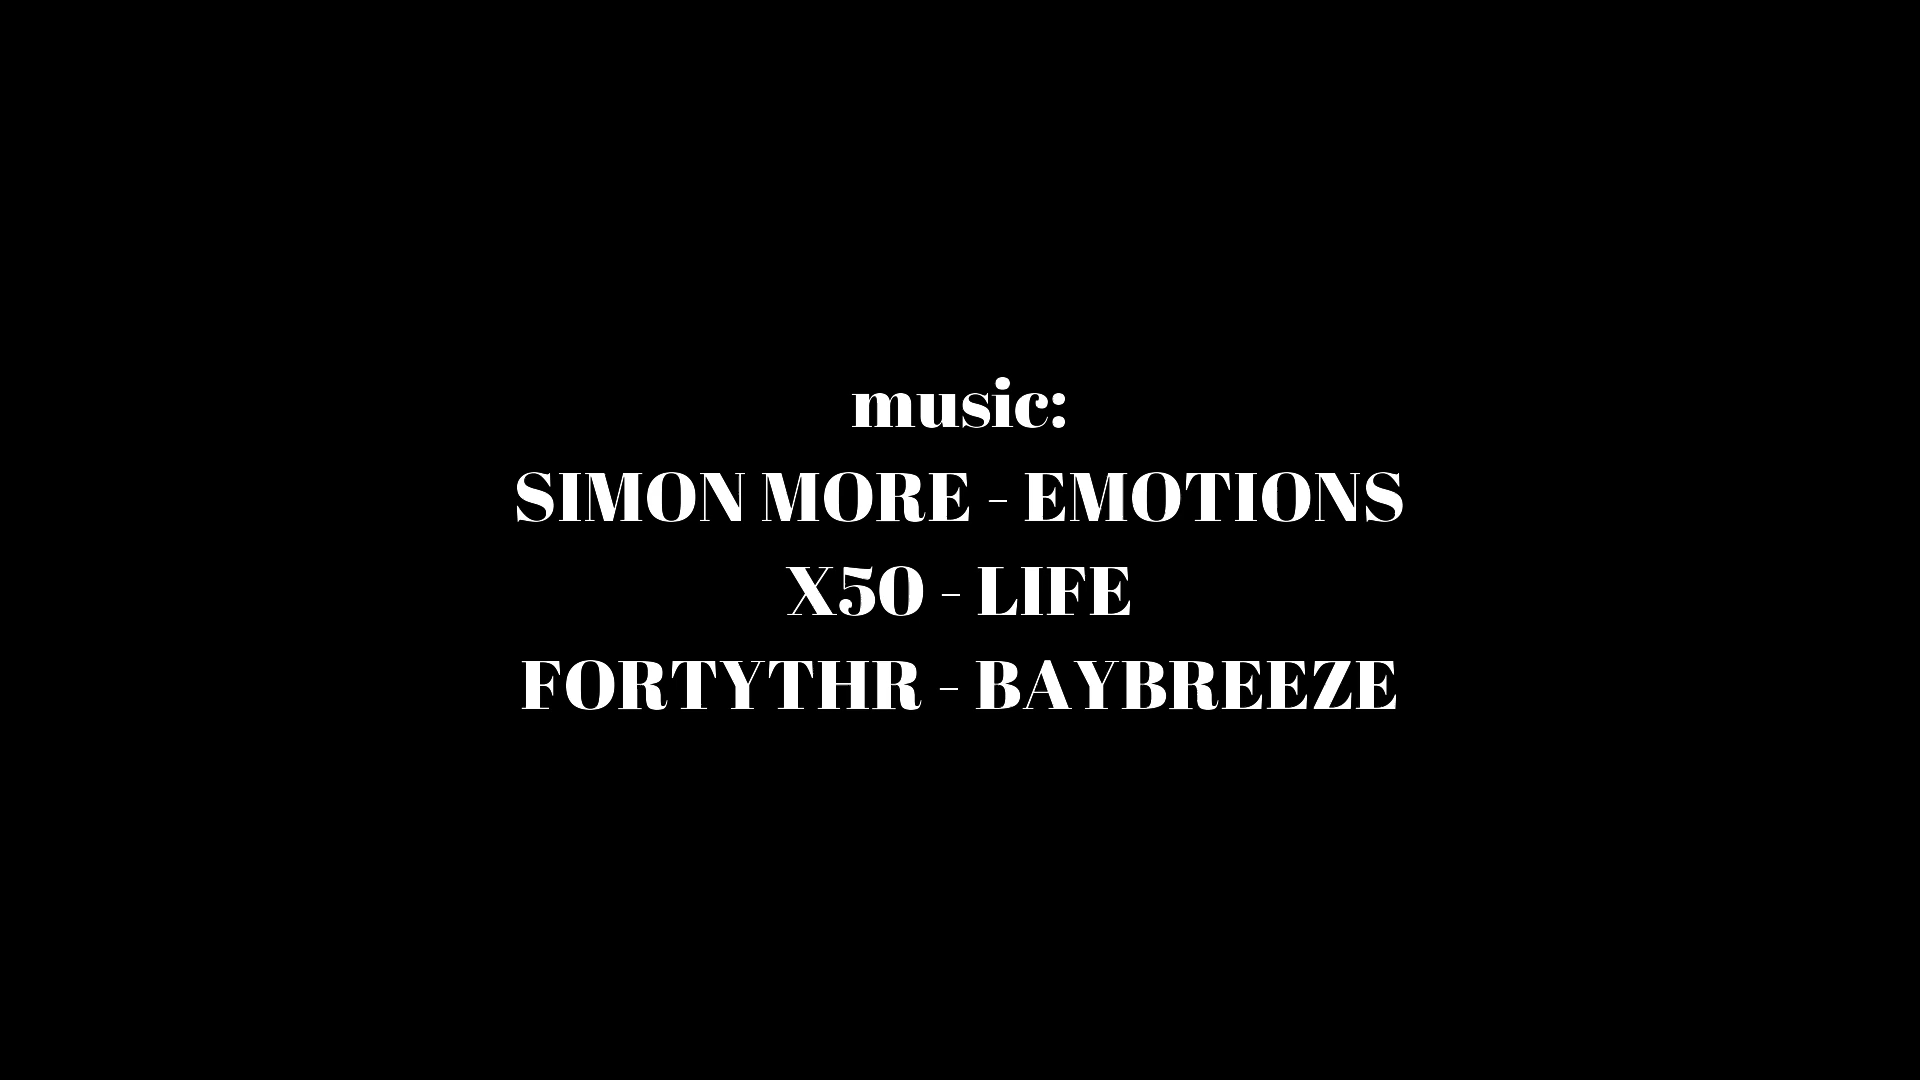 music:
SIMON MORE - EMOTIONS
X50 - LIFE
FORTYTHR - BAYBREEZE